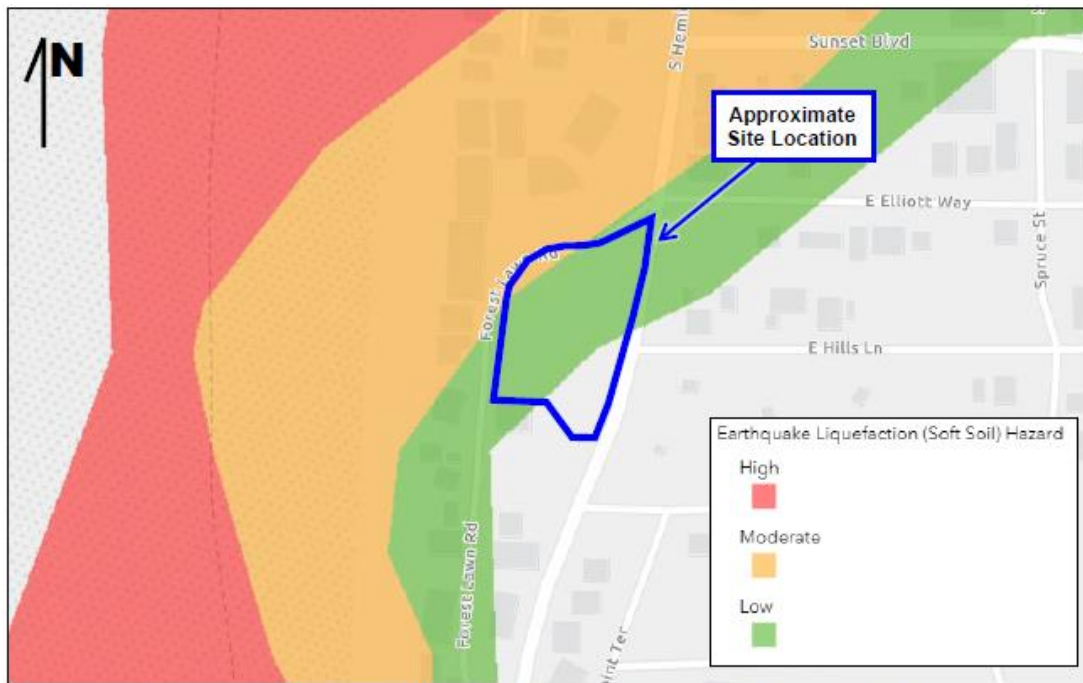 N
Sunset Blvd
S Heml
Approximate
Site Location
E Elliott Way
Spruce St
Forest Lawn Rd
E Hills Ln
Earthquake Liquefaction (Soft Soil) Hazard
High
Moderate
Low
Forest Lawn Rd
int Ter